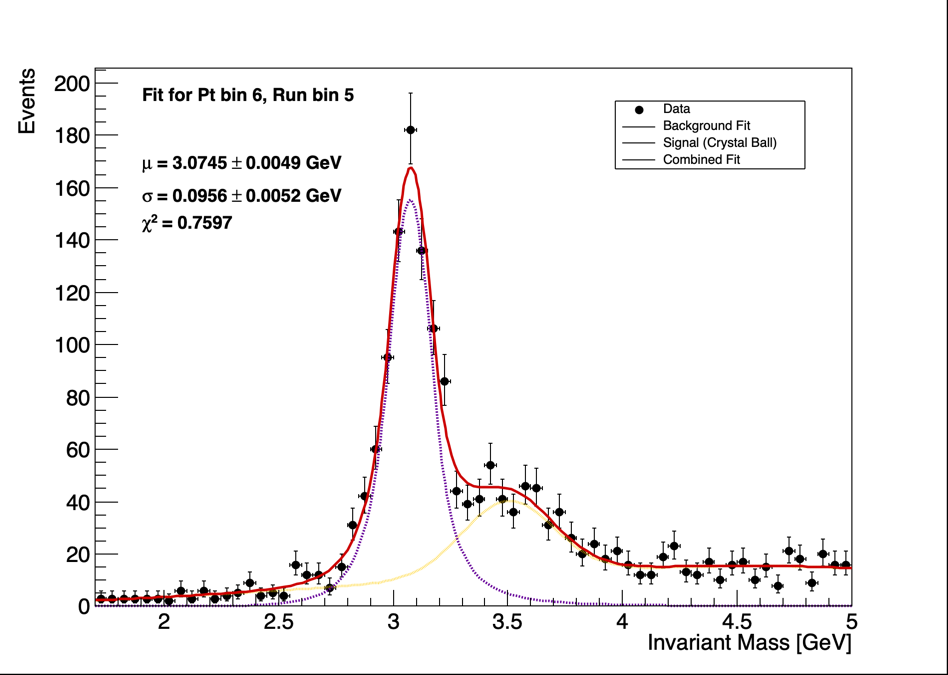 Fit for Pt bin 6, Run bin 5
μ = 3.0745 ± 0.0049 GeV
σ = 0.0956 ± 0.0052 GeV
χ² = 0.7597
Data
Background Fit
Signal (Crystal Ball)
Combined Fit
Events
200
180
160
140
120
100
80
60
40
20
0
2 2.5 3 3.5 4 4.5 5
Invariant Mass [GeV]